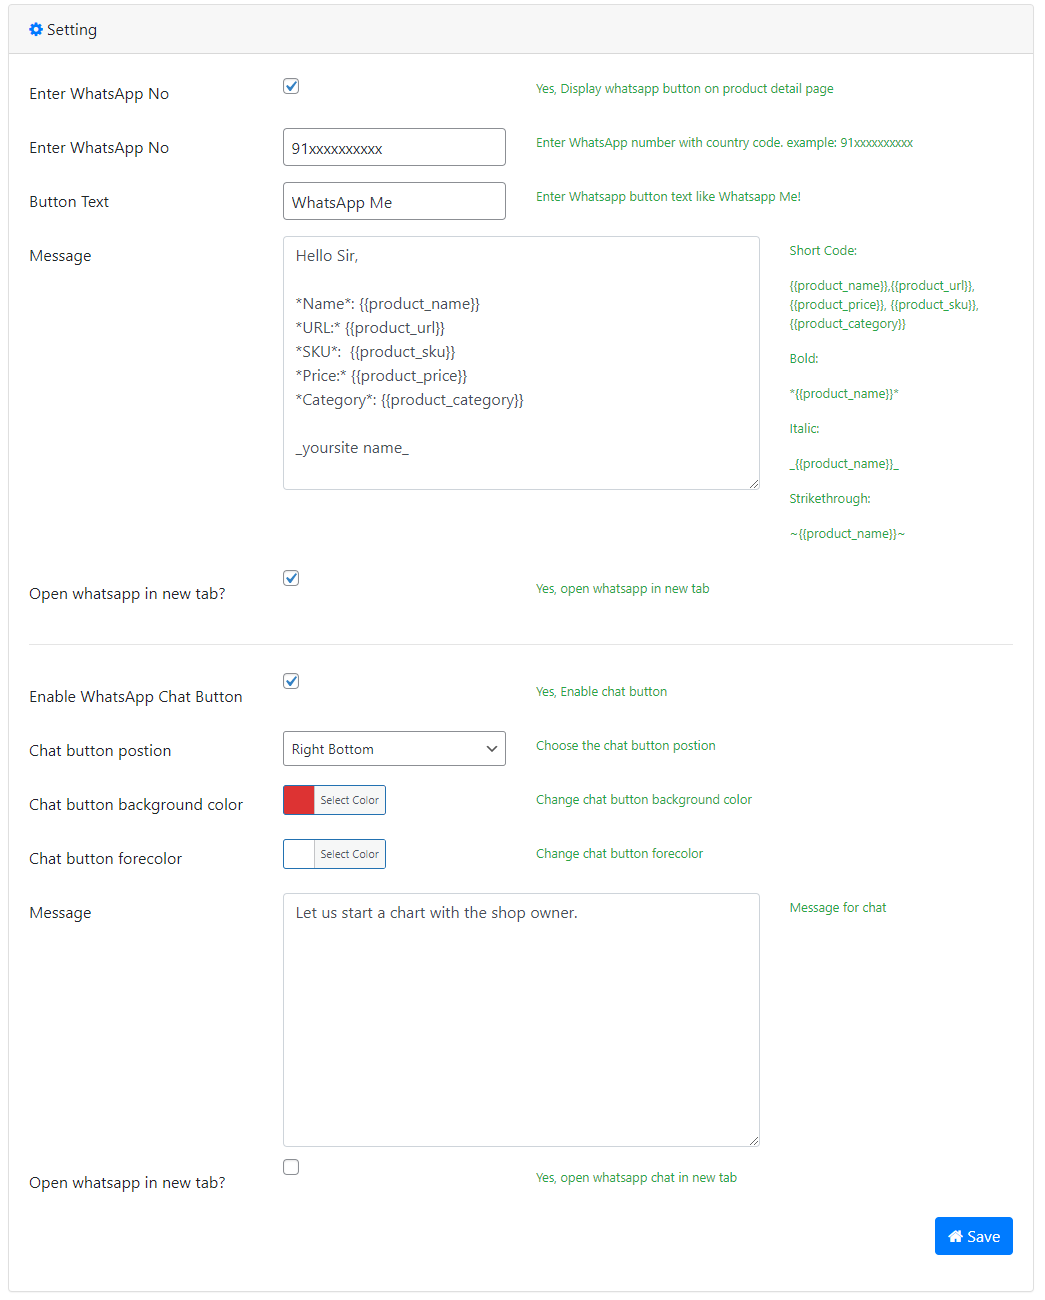 Setting
Enter WhatsApp No
Yes, Display whatsapp button on product detail page
Enter WhatsApp No
91xxxxxxxxxx
Enter WhatsApp number with country code. example: 91xxxxxxxxxx
Button Text
WhatsApp Me
Enter Whatsapp button text like Whatsapp Me!
Message
Hello Sir,
*Name*: {{product_name}}
*URL:* {{product_url}}
*SKU*:  {{product_sku}}
*Price:* {{product_price}}
*Category*: {{product_category}}
_yoursite name_
Short Code:
{{product_name}},{{product_url}},
{{product_price}}, {{product_sku}},
{{product_category}}
Bold:
*{{product_name}}*
Italic:
_{{product_name}}_
Strikethrough:
~{{product_name}}~
Open whatsapp in new tab?
Yes, open whatsapp in new tab
Enable WhatsApp Chat Button
Yes, Enable chat button
Chat button postion
Right Bottom
Choose the chat button postion
Chat button background color
Select Color
Change chat button background color
Chat button forecolor
Select Color
Change chat button forecolor
Message
Let us start a chart with the shop owner.
Message for chat
Open whatsapp in new tab?
Yes, open whatsapp chat in new tab
Save